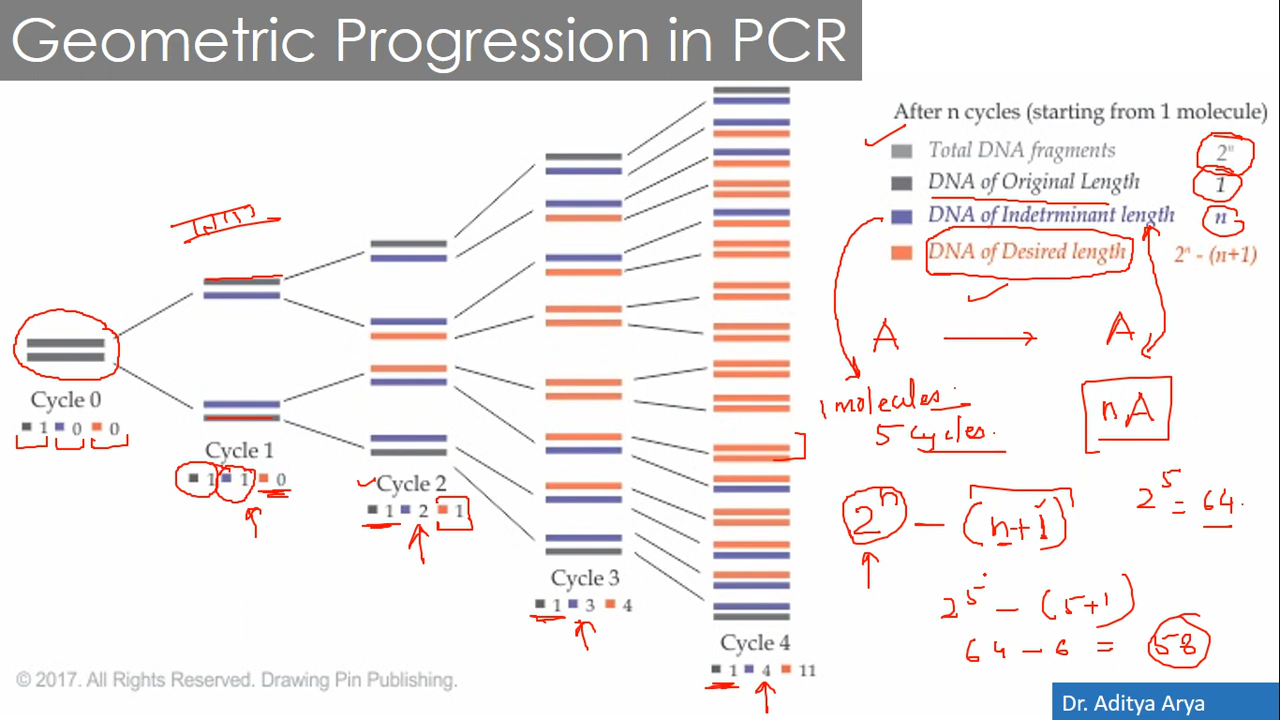 Geometric Progression in PCR
After n cycles (starting from 1 molecule)
Total DNA fragments 2ⁿ
DNA of Original Length 1
DNA of Indetrminant length n
DNA of Desired length 2ⁿ - (n+1)
A → A
nA
1 molecules
5 cycles.
2ⁿ - (n+1)
2⁵ = 64.
2⁵ - (5+1)
64 - 6 = 58
Cycle 0
1 0 0
Cycle 1
1 1 0
Cycle 2
1 2 1
Cycle 3
1 3 4
Cycle 4
1 4 11
© 2017. All Rights Reserved. Drawing Pin Publishing.
Dr. Aditya Arya